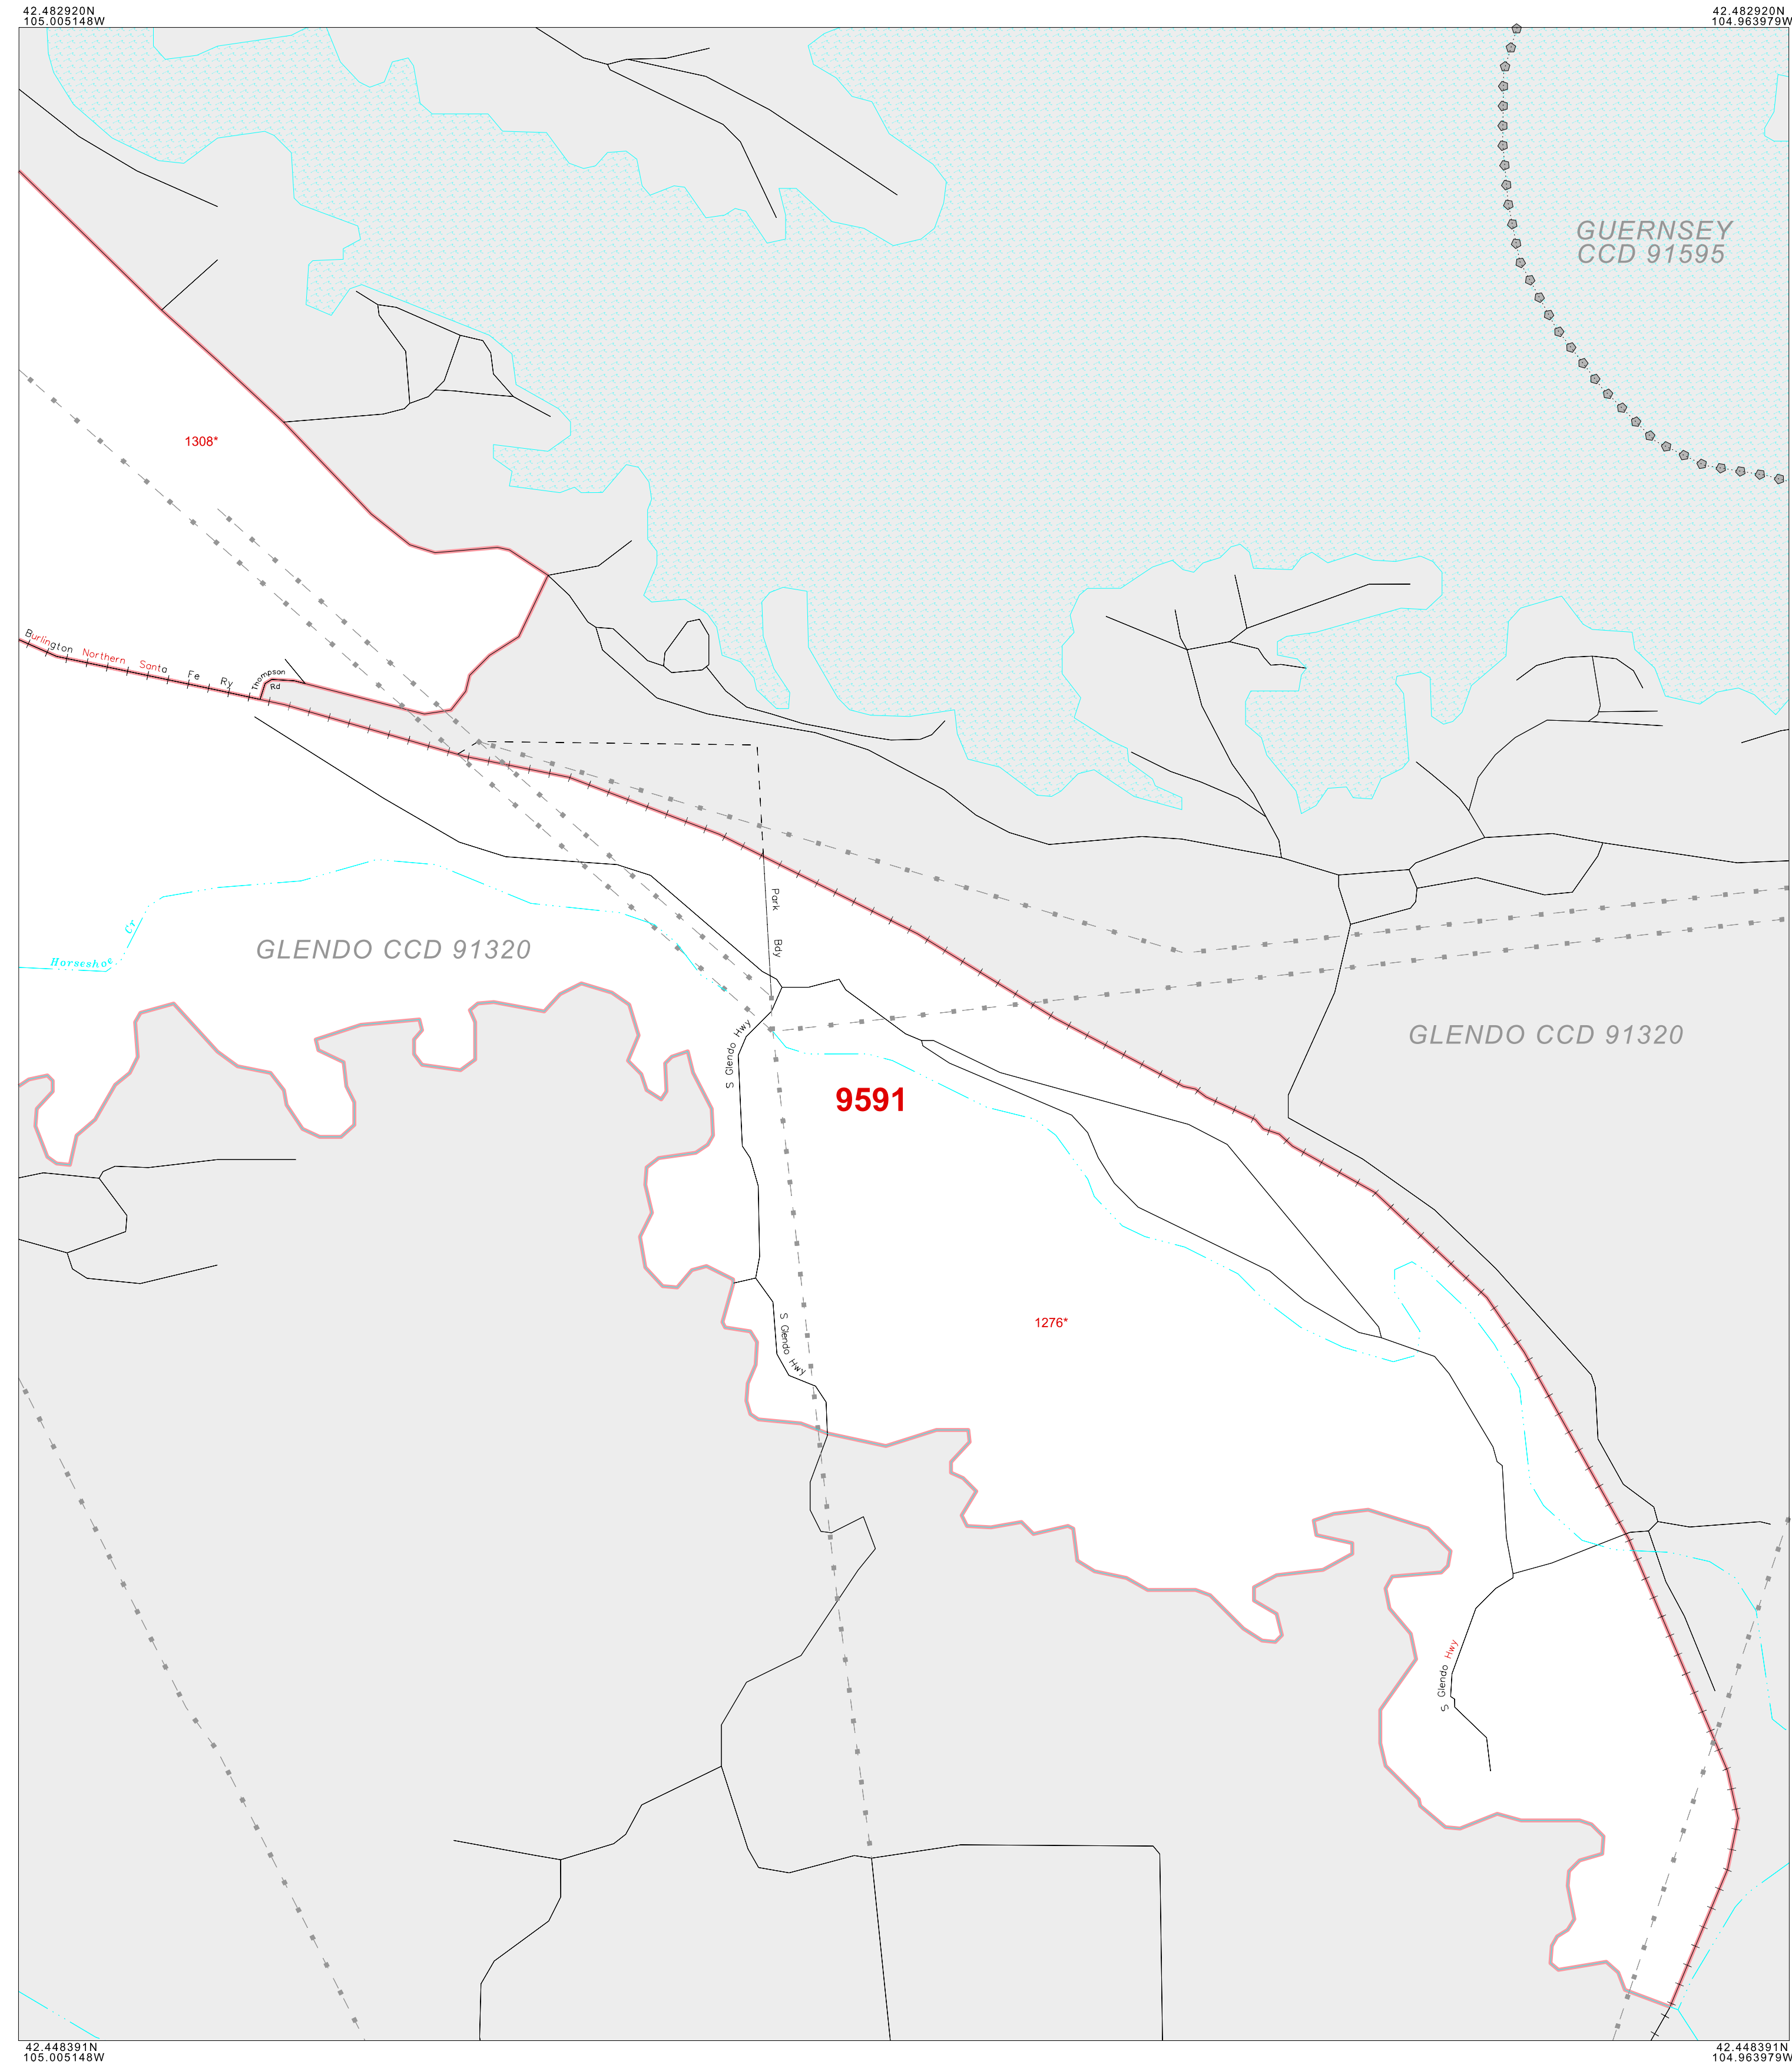 42.482920N
105.005148W
42.482920N
104.963979W
GUERNSEY
CCD 91595
1308*
Burlington Northern Santa Fe Ry
Thompson
Rd
Park Bdy
Horseshoe Cr
GLENDO CCD 91320
GLENDO CCD 91320
S Glendo Hwy
9591
1276*
S Glendo Hwy
S Glendo Hwy
42.448391N
105.005148W
42.448391N
104.963979W